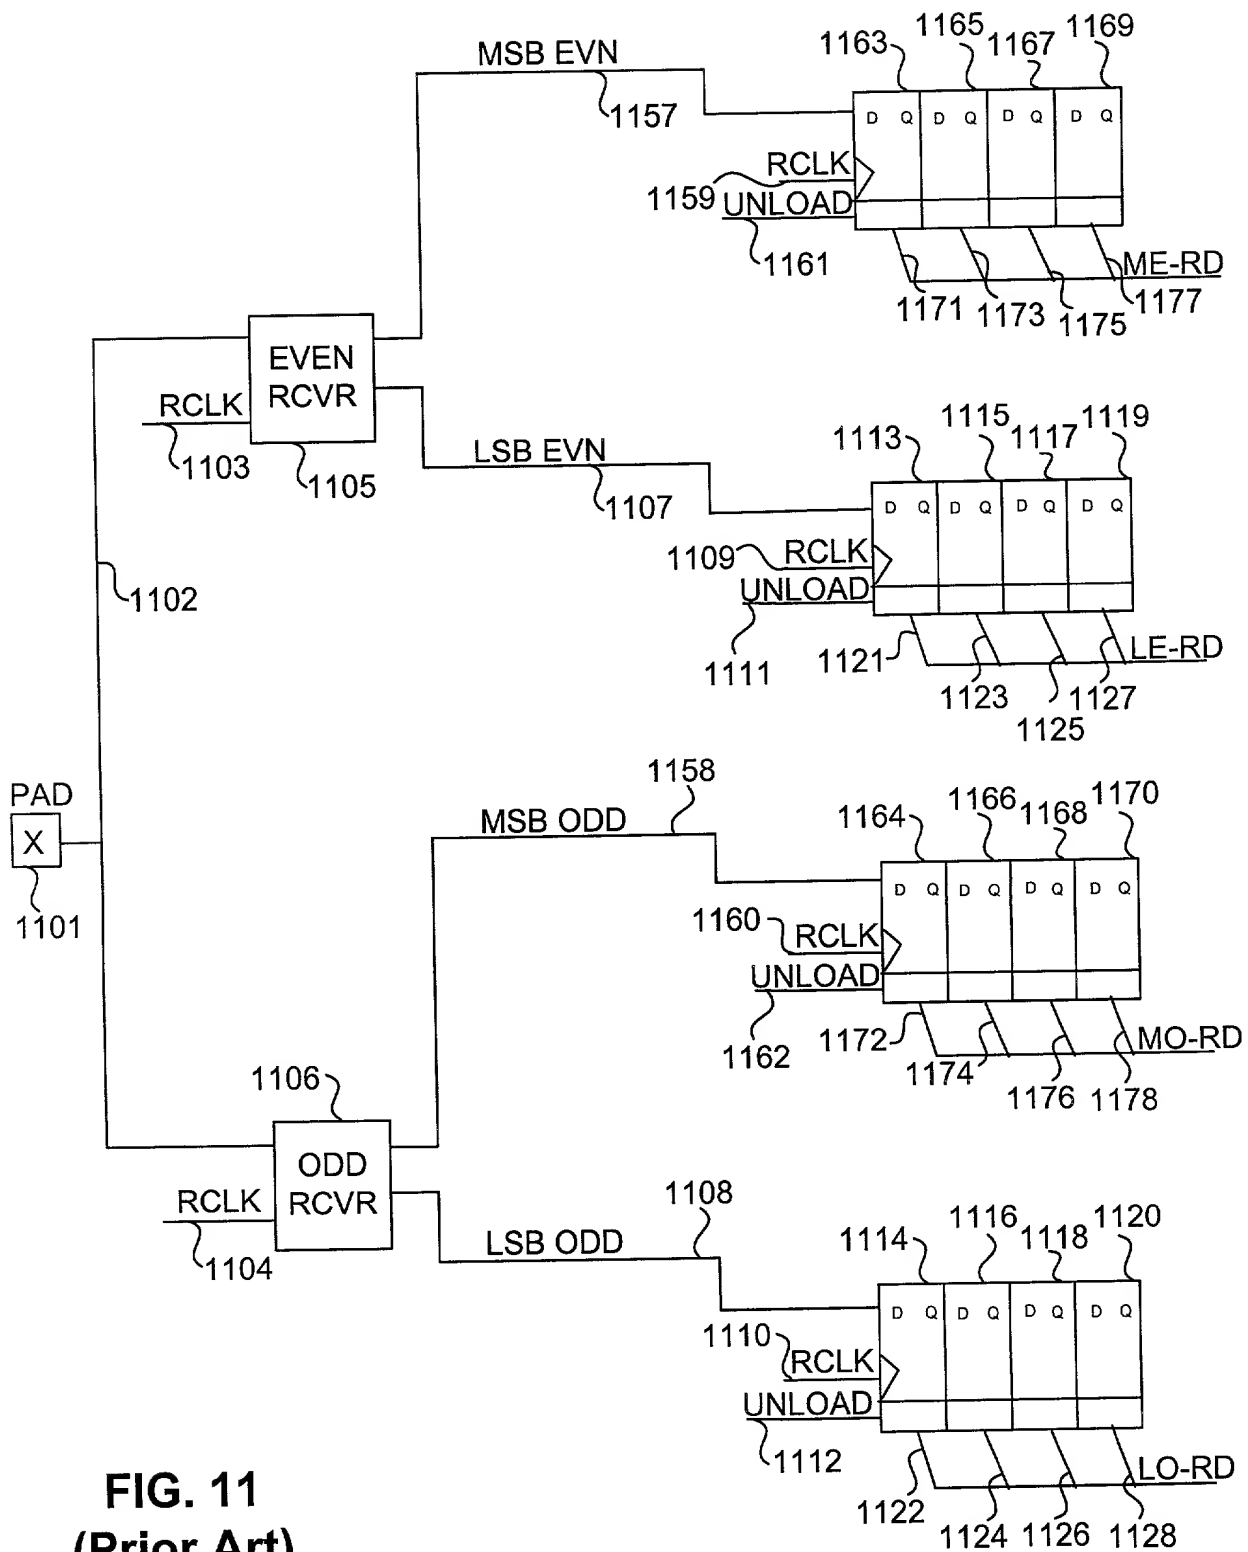 1163
1165
1167
1169
MSB EVN
1157
D Q D Q D Q D Q
RCLK
1159
UNLOAD
1161
ME-RD
1171
1173
1175
1177
EVEN
RCVR
RCLK
1103
1105
LSB EVN
1107
1113
1115
1117
1119
D Q D Q D Q D Q
1109
RCLK
UNLOAD
1111
1121
1123
1125
1127
LE-RD
1102
PAD
X
1101
MSB ODD
1158
1164
1166
1168
1170
D Q D Q D Q D Q
1160
RCLK
UNLOAD
1162
1172
1174
1176
1178
MO-RD
1106
ODD
RCVR
RCLK
1104
LSB ODD
1108
1114
1116
1118
1120
D Q D Q D Q D Q
1110
RCLK
UNLOAD
1112
1122
1124
1126
1128
LO-RD
FIG. 11
(Prior Art)